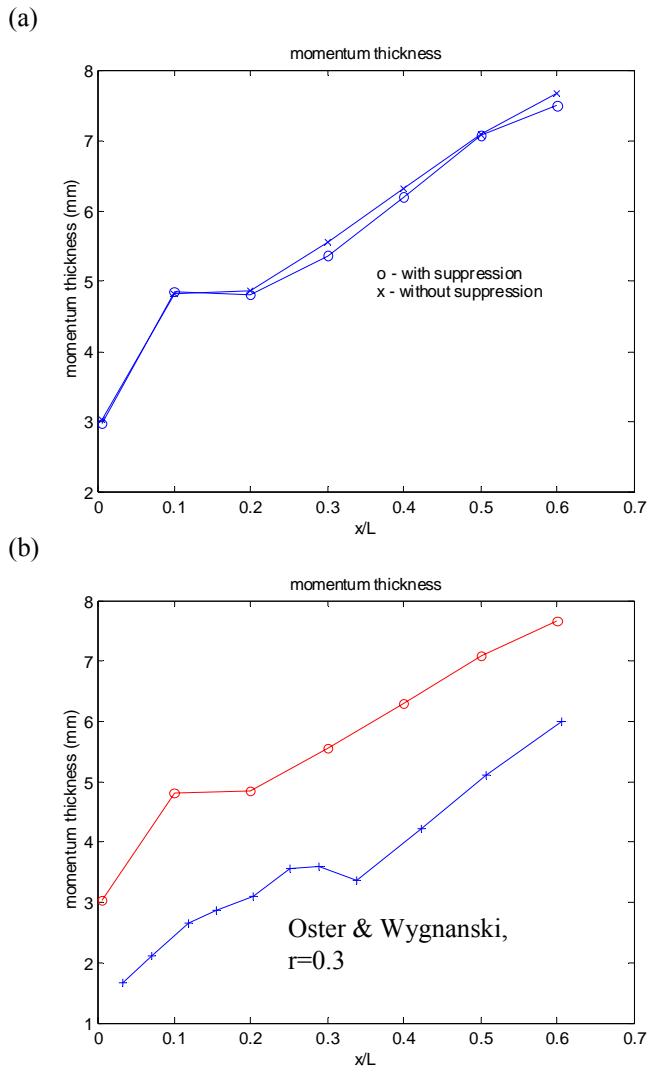 (a)
momentum thickness
8
7
6
5
4
3
2
momentum thickness (mm)
o - with suppression
x - without suppression
0 0.1 0.2 0.3 0.4 0.5 0.6 0.7
x/L
(b)
momentum thickness
8
7
6
5
4
3
2
1
momentum thickness (mm)
Oster & Wygnanski,
r=0.3
0 0.1 0.2 0.3 0.4 0.5 0.6 0.7
x/L